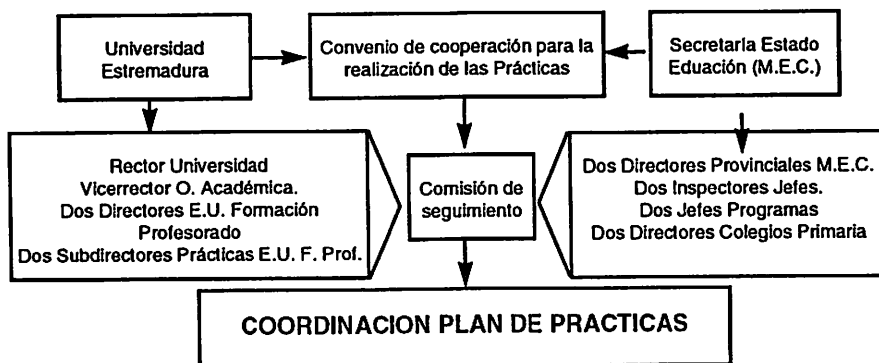 Universidad
Estremadura
Convenio de cooperación para la
realización de las Prácticas
Secretaría Estado
Eduación (M.E.C.)
Rector Universidad
Vicerrector O. Académica.
Dos Directores E.U. Formación
Profesorado
Dos Subdirectores Prácticas E.U. F. Prof.
Comisión de
seguimiento
Dos Directores Provinciales M.E.C.
Dos Inspectores Jefes.
Dos Jefes Programas
Dos Directores Colegios Primaria
COORDINACION PLAN DE PRACTICAS